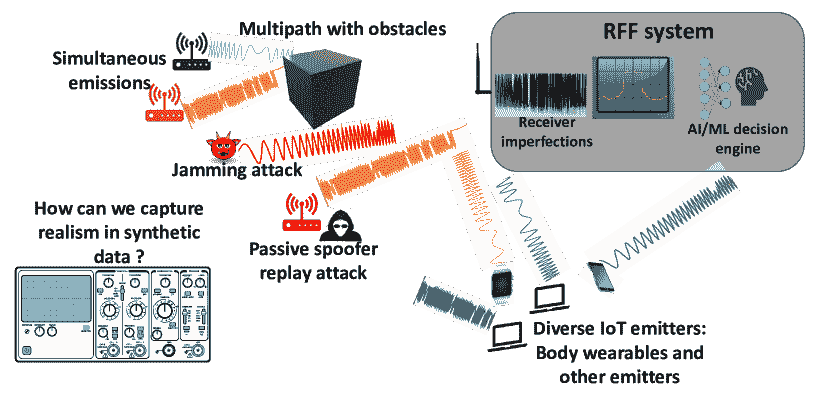 Multipath with obstacles
Simultaneous
emissions
RFF system
Receiver
imperfections
AI/ML decision
engine
Jamming attack
How can we capture
realism in synthetic
data ?
Passive spoofer
replay attack
Diverse IoT emitters:
Body wearables and
other emitters